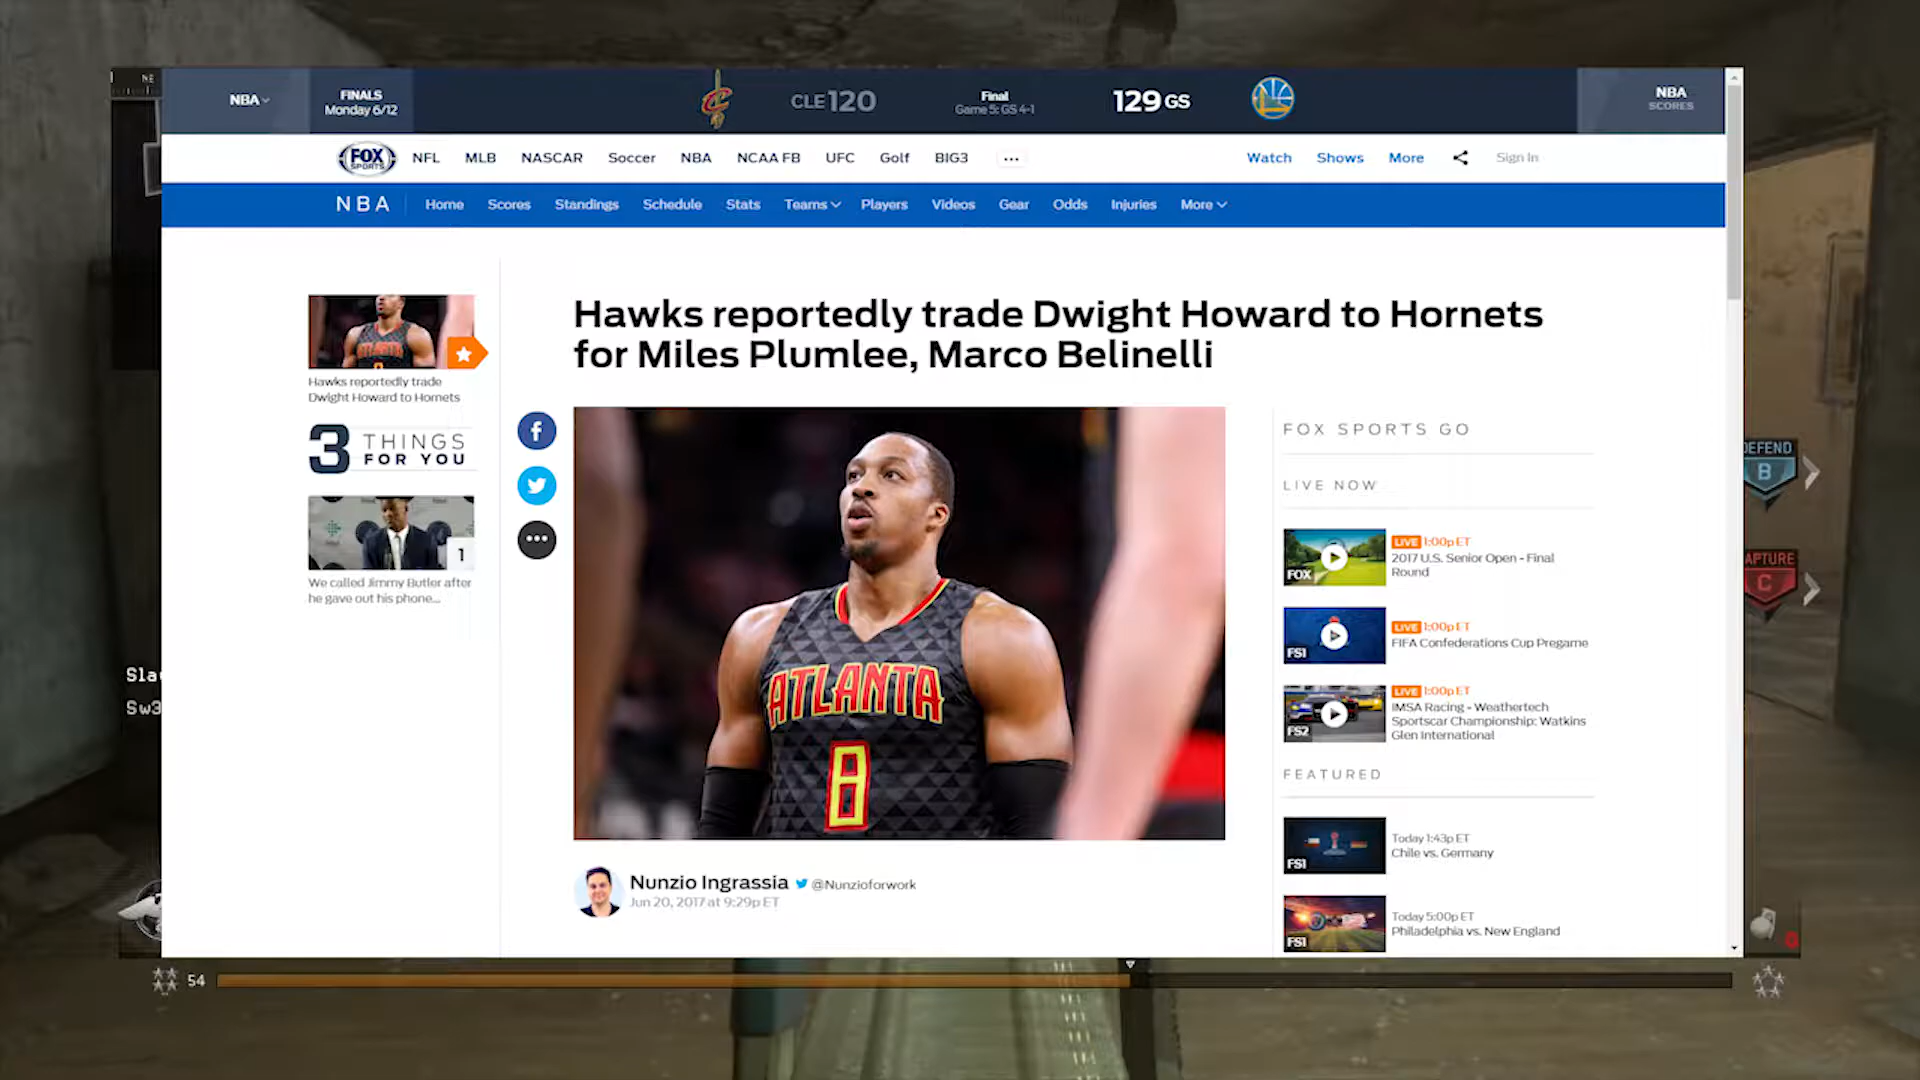 NE
NBA
FINALS
Monday 6/12
CLE 120
Final
Game 5: GS 4-1
129 GS
NBA
SCORES
FOX
SPORTS
NFL MLB NASCAR Soccer NBA NCAA FB UFC Golf BIG3 ...
Watch Shows More Sign In
NBA Home Scores Standings Schedule Stats Teams Players Videos Gear Odds Injuries More
Hawks reportedly trade
Dwight Howard to Hornets
3 THINGS
FOR YOU
1
We called Jimmy Butler after
he gave out his phone...
Hawks reportedly trade Dwight Howard to Hornets
for Miles Plumlee, Marco Belinelli
ATLANTA
8
Nunzio Ingrassia @Nunzioforwork
Jun 20, 2017 at 9:29p ET
FOX SPORTS GO
LIVE NOW
FOX
LIVE 1:00p ET
2017 U.S. Senior Open - Final
Round
FS1
LIVE 1:00p ET
FIFA Confederations Cup Pregame
FS2
LIVE 1:00p ET
IMSA Racing - Weathertech
Sportscar Championship: Watkins
Glen International
FEATURED
FS1
Today 1:43p ET
Chile vs. Germany
FS1
Today 5:00p ET
Philadelphia vs. New England
DEFEND
B
APTURE
C
Sla
Sw3
0
54